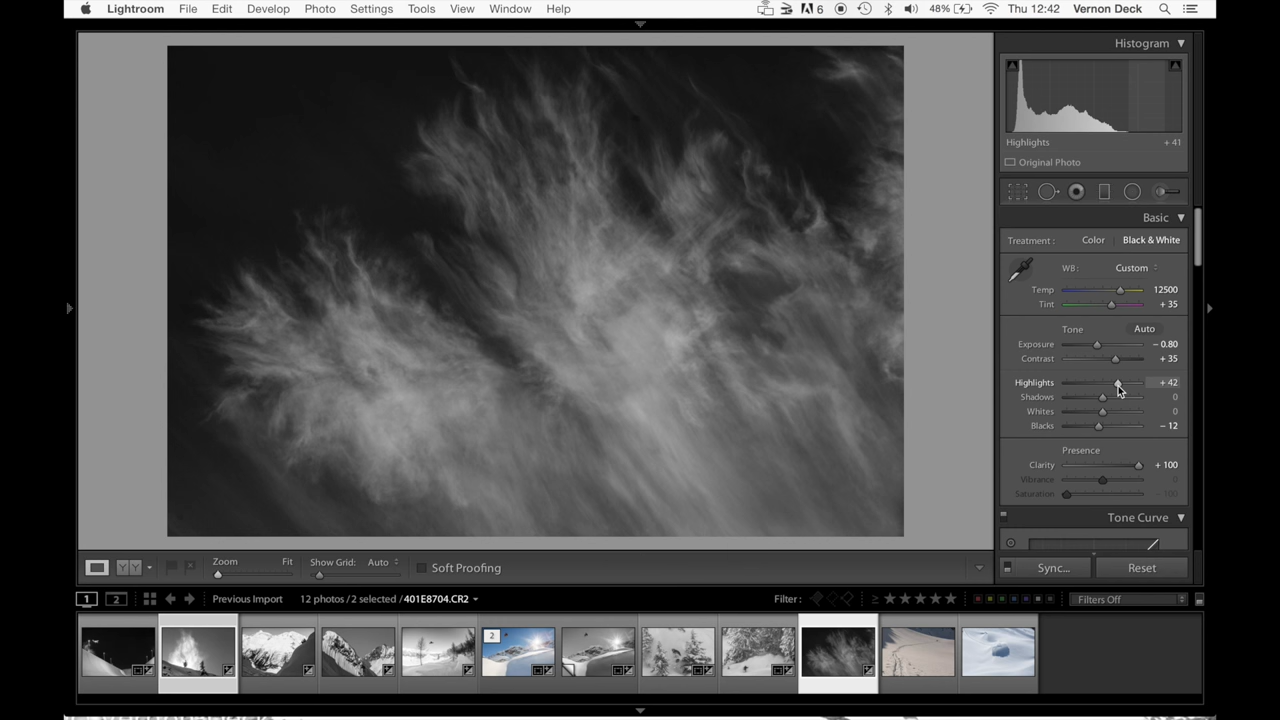 Lightroom File Edit Develop Photo Settings Tools View Window Help 6 48% Thu 12:42 Vernon Deck
Histogram
Highlights + 41
Original Photo
Basic
Treatment : Color Black & White
WB : Custom
Temp 12500
Tint + 35
Tone Auto
Exposure − 0.80
Contrast + 35
Highlights + 42
Shadows 0
Whites 0
Blacks − 12
Presence
Clarity + 100
Vibrance 0
Saturation − 100
Tone Curve
Sync... Reset
YY Zoom Fit Show Grid: Auto Soft Proofing
1 2 Previous Import 12 photos / 2 selected / 401E8704.CR2 Filter : ≥ ★★★★★ Filters Off
2